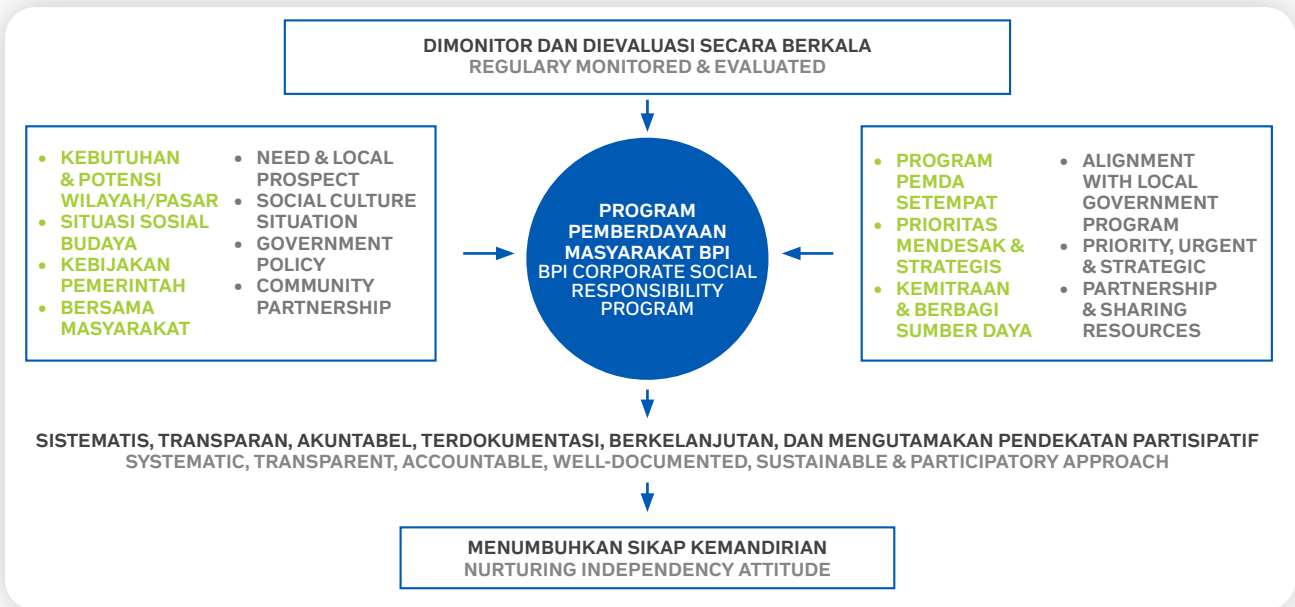 DIMONITOR DAN DIEVALUASI SECARA BERKALA
REGULARY MONITORED & EVALUATED
• KEBUTUHAN
& POTENSI
WILAYAH/PASAR
• SITUASI SOSIAL
BUDAYA
• KEBIJAKAN
PEMERINTAH
• BERSAMA
MASYARAKAT
• NEED & LOCAL
PROSPECT
• SOCIAL CULTURE
SITUATION
• GOVERNMENT
POLICY
• COMMUNITY
PARTNERSHIP
PROGRAM
PEMBERDAYAAN
MASYARAKAT BPI
BPI CORPORATE SOCIAL
RESPONSIBILITY
PROGRAM
• PROGRAM
PEMDA
SETEMPAT
• PRIORITAS
MENDESAK &
STRATEGIS
• KEMITRAAN
& BERBAGI
SUMBER DAYA
• ALIGNMENT
WITH LOCAL
GOVERNMENT
PROGRAM
• PRIORITY, URGENT
& STRATEGIC
• PARTNERSHIP
& SHARING
RESOURCES
SISTEMATIS, TRANSPARAN, AKUNTABEL, TERDOKUMENTASI, BERKELANJUTAN, DAN MENGUTAMAKAN PENDEKATAN PARTISIPATIF
SYSTEMATIC, TRANSPARENT, ACCOUNTABLE, WELL-DOCUMENTED, SUSTAINABLE & PARTICIPATORY APPROACH
MENUMBUHKAN SIKAP KEMANDIRIAN
NURTURING INDEPENDENCY ATTITUDE